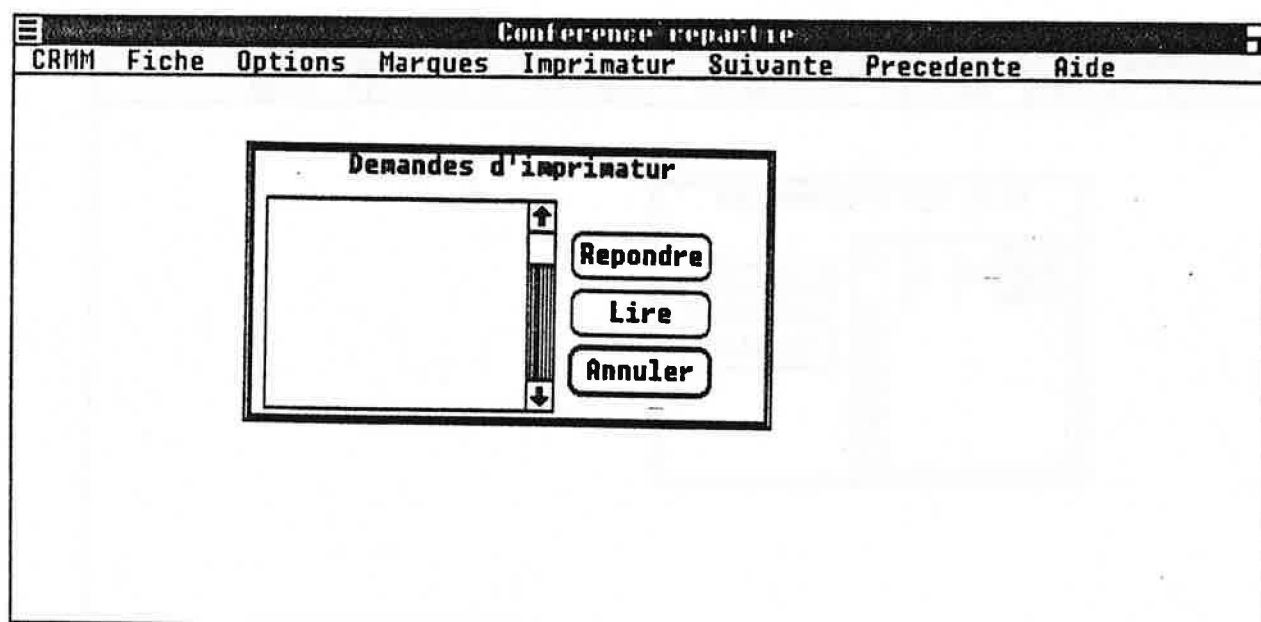 Conference repartie
CRMM Fiche Options Marques Imprimatur Suivante Precedente Aide
Demandes d'imprimatur
Repondre
Lire
Annuler